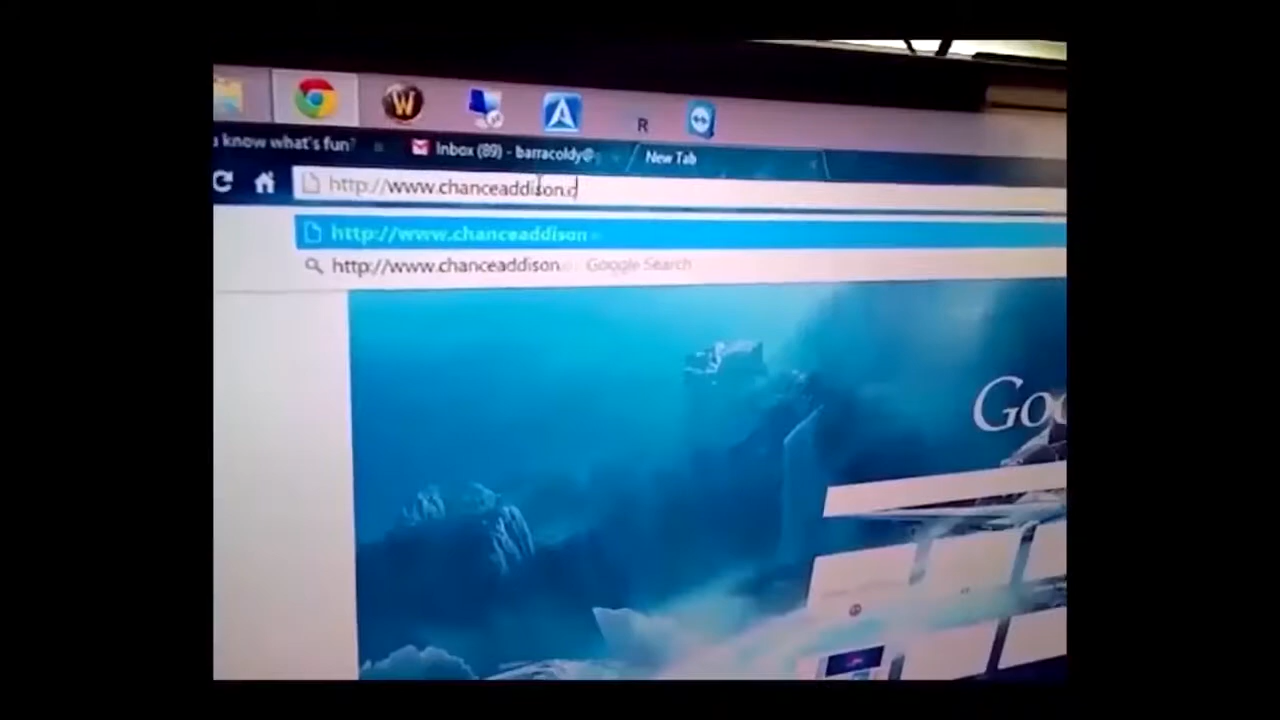 W
A
R
u know what's fun?
Inbox (89) - barracoldy@g
New Tab
http://www.chanceaddison.c
http://www.chanceaddison
http://www.chanceaddison. Google Search
Goo